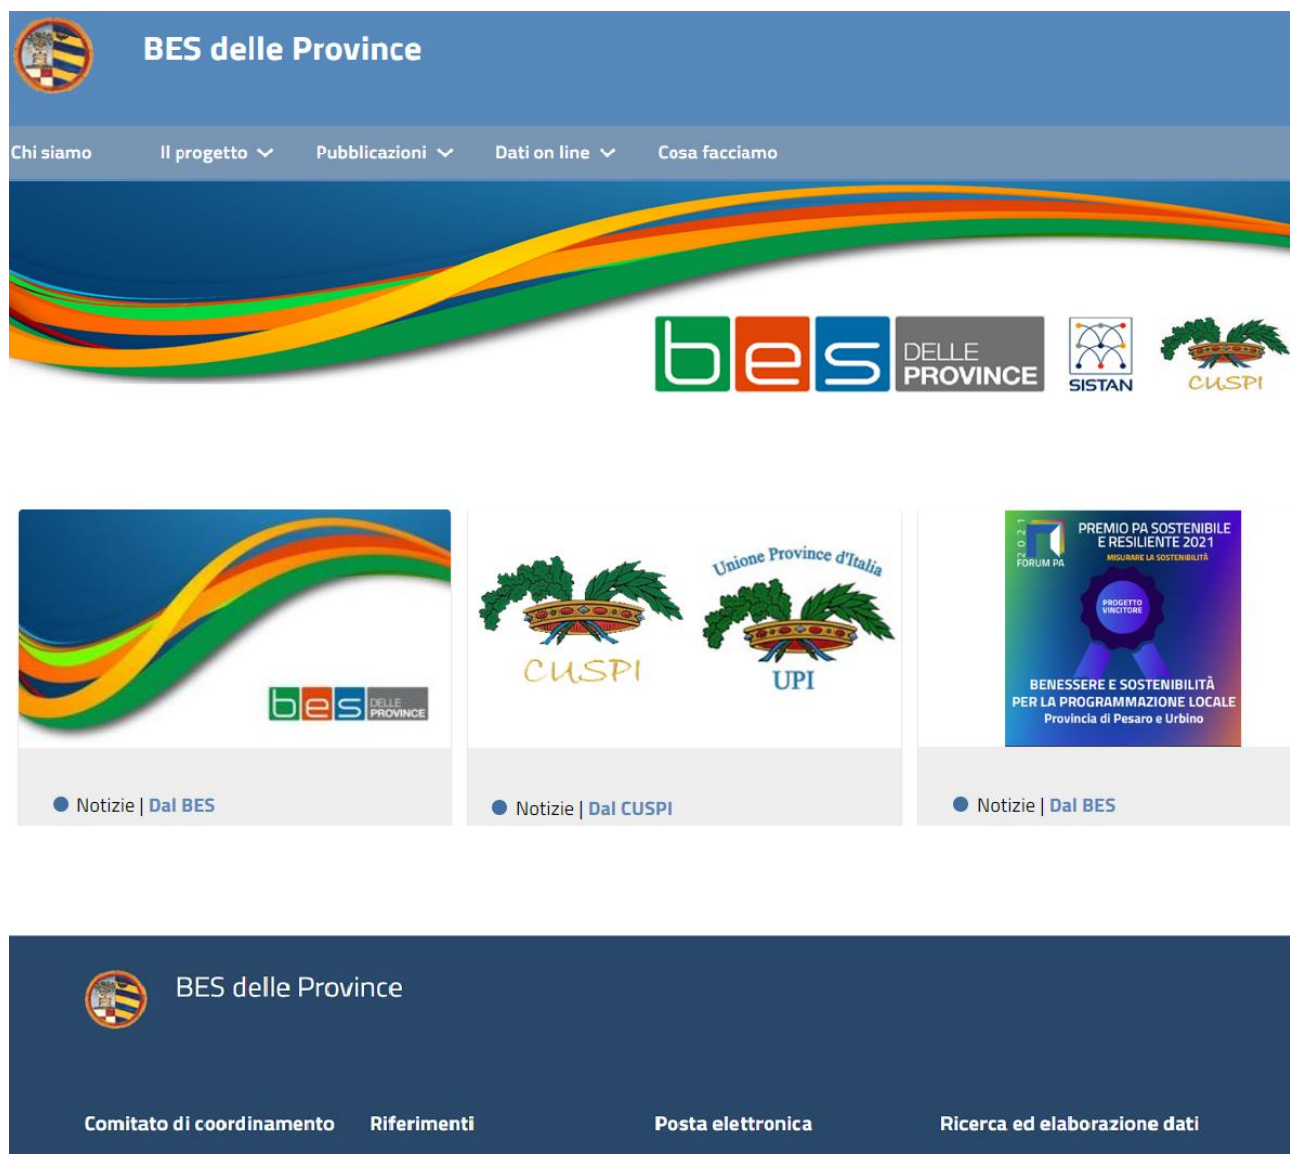 BES delle Province
Chi siamo
Il progetto
Pubblicazioni
Dati on line
Cosa facciamo
bes
DELLE
PROVINCE
SISTAN
CUSPI
bes
DELLE
PROVINCE
Notizie | Dal BES
CUSPI
Unione Province d'Italia
UPI
Notizie | Dal CUSPI
2021
FORUM PA
PREMIO PA SOSTENIBILE
E RESILIENTE 2021
MISURARE LA SOSTENIBILITÀ
PROGETTO
VINCITORE
BENESSERE E SOSTENIBILITÀ
PER LA PROGRAMMAZIONE LOCALE
Provincia di Pesaro e Urbino
Notizie | Dal BES
BES delle Province
Comitato di coordinamento
Riferimenti
Posta elettronica
Ricerca ed elaborazione dati